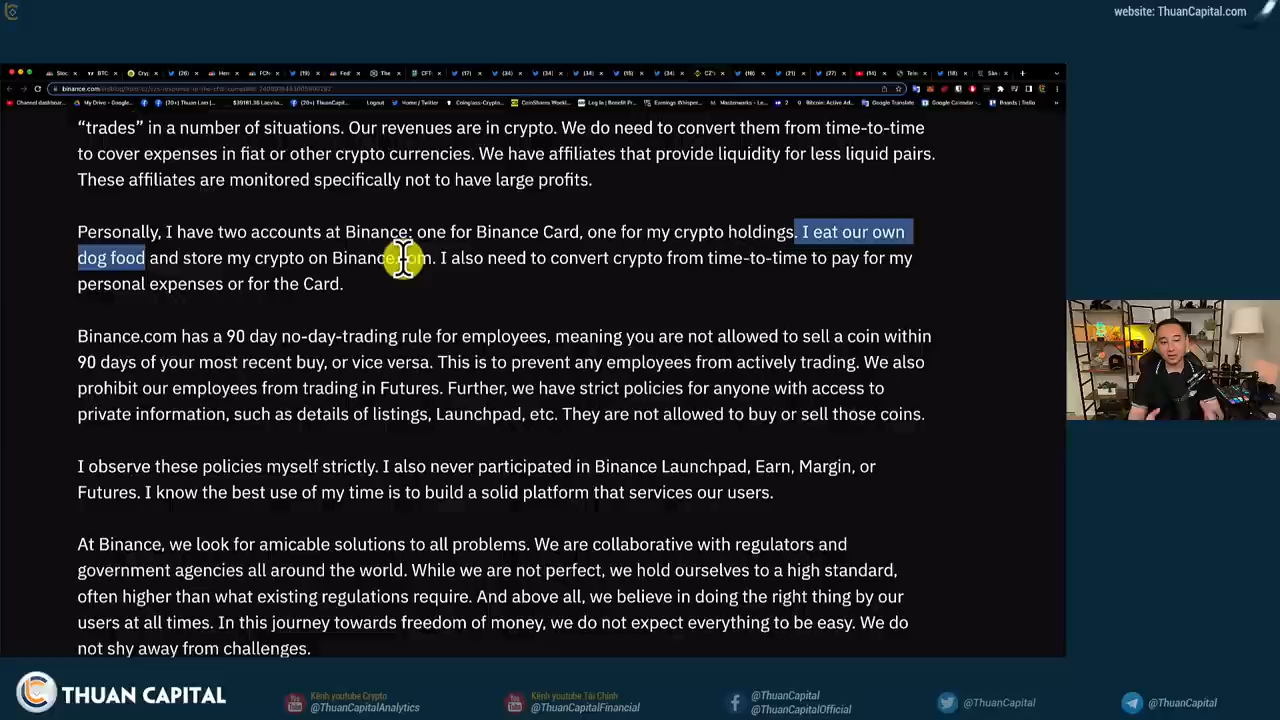 website: ThuanCapital.com
"trades" in a number of situations. Our revenues are in crypto. We do need to convert them from time-to-time
to cover expenses in fiat or other crypto currencies. We have affiliates that provide liquidity for less liquid pairs.
These affiliates are monitored specifically not to have large profits.
Personally, I have two accounts at Binance: one for Binance Card, one for my crypto holdings. I eat our own
dog food and store my crypto on Binance.com. I also need to convert crypto from time-to-time to pay for my
personal expenses or for the Card.
Binance.com has a 90 day no-day-trading rule for employees, meaning you are not allowed to sell a coin within
90 days of your most recent buy, or vice versa. This is to prevent any employees from actively trading. We also
prohibit our employees from trading in Futures. Further, we have strict policies for anyone with access to
private information, such as details of listings, Launchpad, etc. They are not allowed to buy or sell those coins.
I observe these policies myself strictly. I also never participated in Binance Launchpad, Earn, Margin, or
Futures. I know the best use of my time is to build a solid platform that services our users.
At Binance, we look for amicable solutions to all problems. We are collaborative with regulators and
government agencies all around the world. While we are not perfect, we hold ourselves to a high standard,
often higher than what existing regulations require. And above all, we believe in doing the right thing by our
users at all times. In this journey towards freedom of money, we do not expect everything to be easy. We do
not shy away from challenges.
THUAN CAPITAL
Kênh youtube Crypto
@ThuanCapitalAnalytics
Kênh youtube Tài Chính
@ThuanCapitalFinancial
@ThuanCapital
@ThuanCapitalOfficial
@ThuanCapital
@ThuanCapital